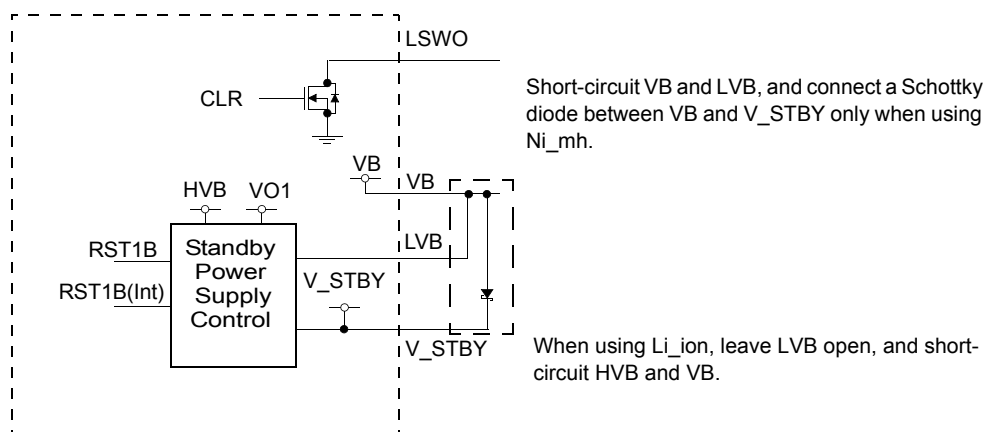 LSWO
CLR
Short-circuit VB and LVB, and connect a Schottky
diode between VB and V_STBY only when using
Ni_mh.
VB
VB
HVB VO1
LVB
RST1B
RST1B(Int)
Standby
Power
Supply
Control
V_STBY
V_STBY
When using Li_ion, leave LVB open, and short-
circuit HVB and VB.